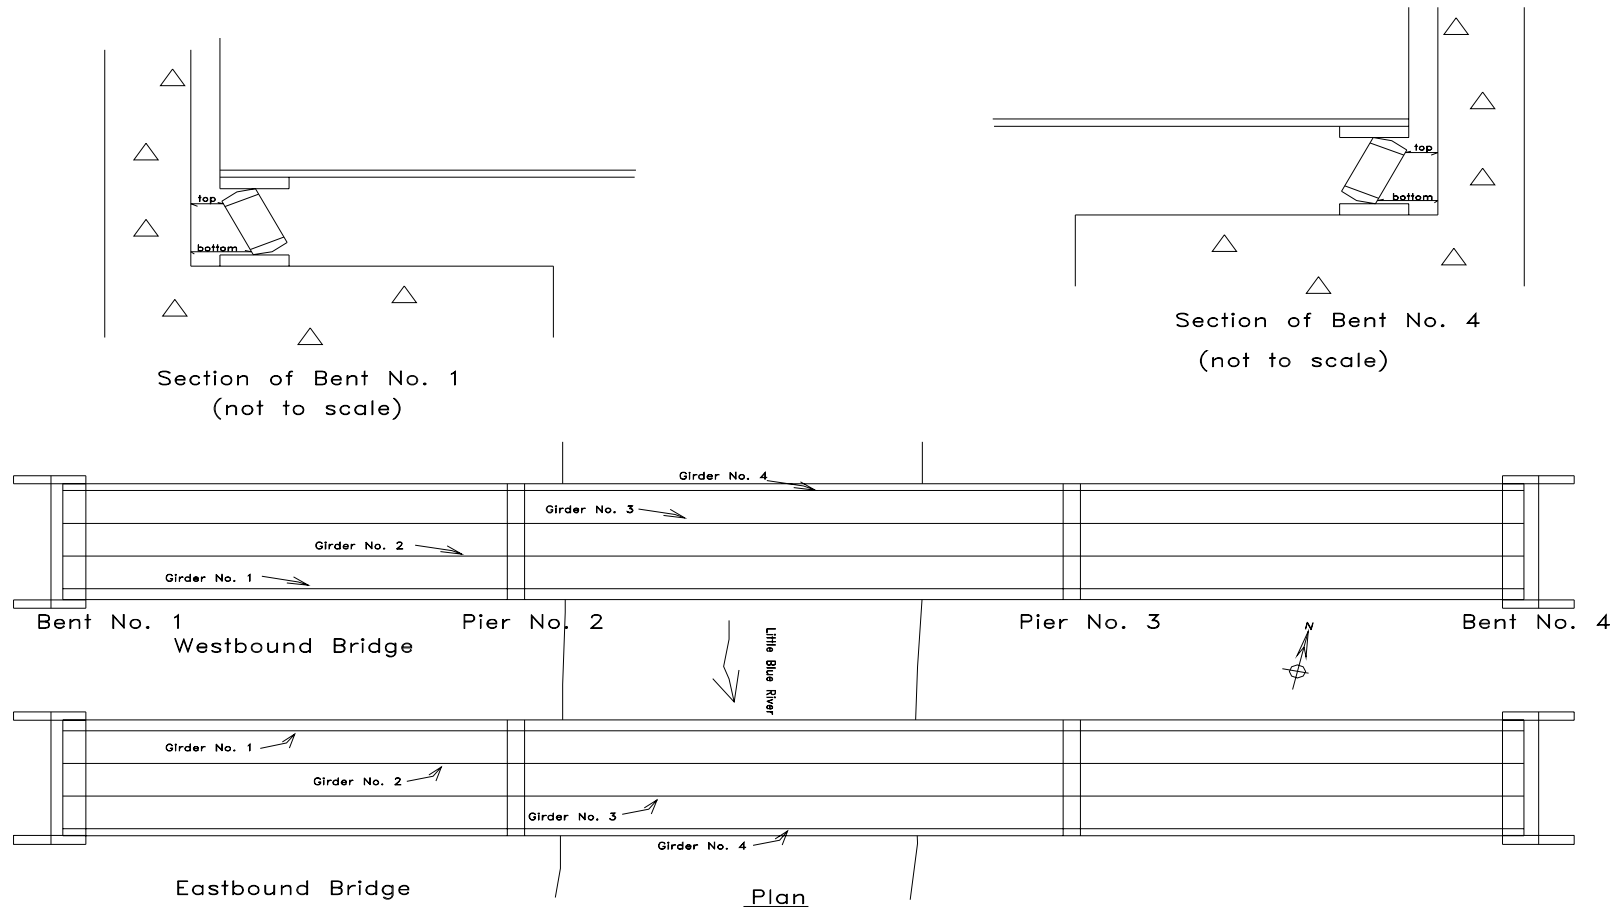 top
bottom
Section of Bent No. 1
(not to scale)
top
bottom
Section of Bent No. 4
(not to scale)
Girder No. 4
Girder No. 3
Girder No. 2
Girder No. 1
Bent No. 1
Pier No. 2
Pier No. 3
Bent No. 4
Westbound Bridge
Little Blue River
N
Girder No. 1
Girder No. 2
Girder No. 3
Girder No. 4
Eastbound Bridge
Plan